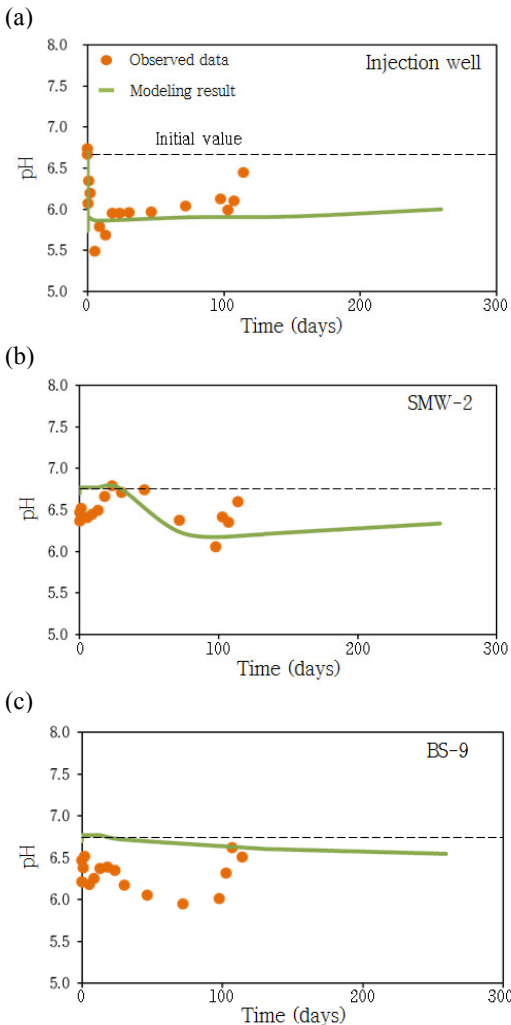 (a)
8.0
Observed data
Injection well
7.5
Modeling result
7.0
Initial value
6.5
pH
6.0
5.5
5.0
0
100
200
300
Time (days)
(b)
8.0
SMW-2
7.5
7.0
6.5
pH
6.0
5.5
5.0
0
100
200
300
Time (days)
(c)
8.0
BS-9
7.5
7.0
6.5
pH
6.0
5.5
5.0
0
100
200
300
Time (days)